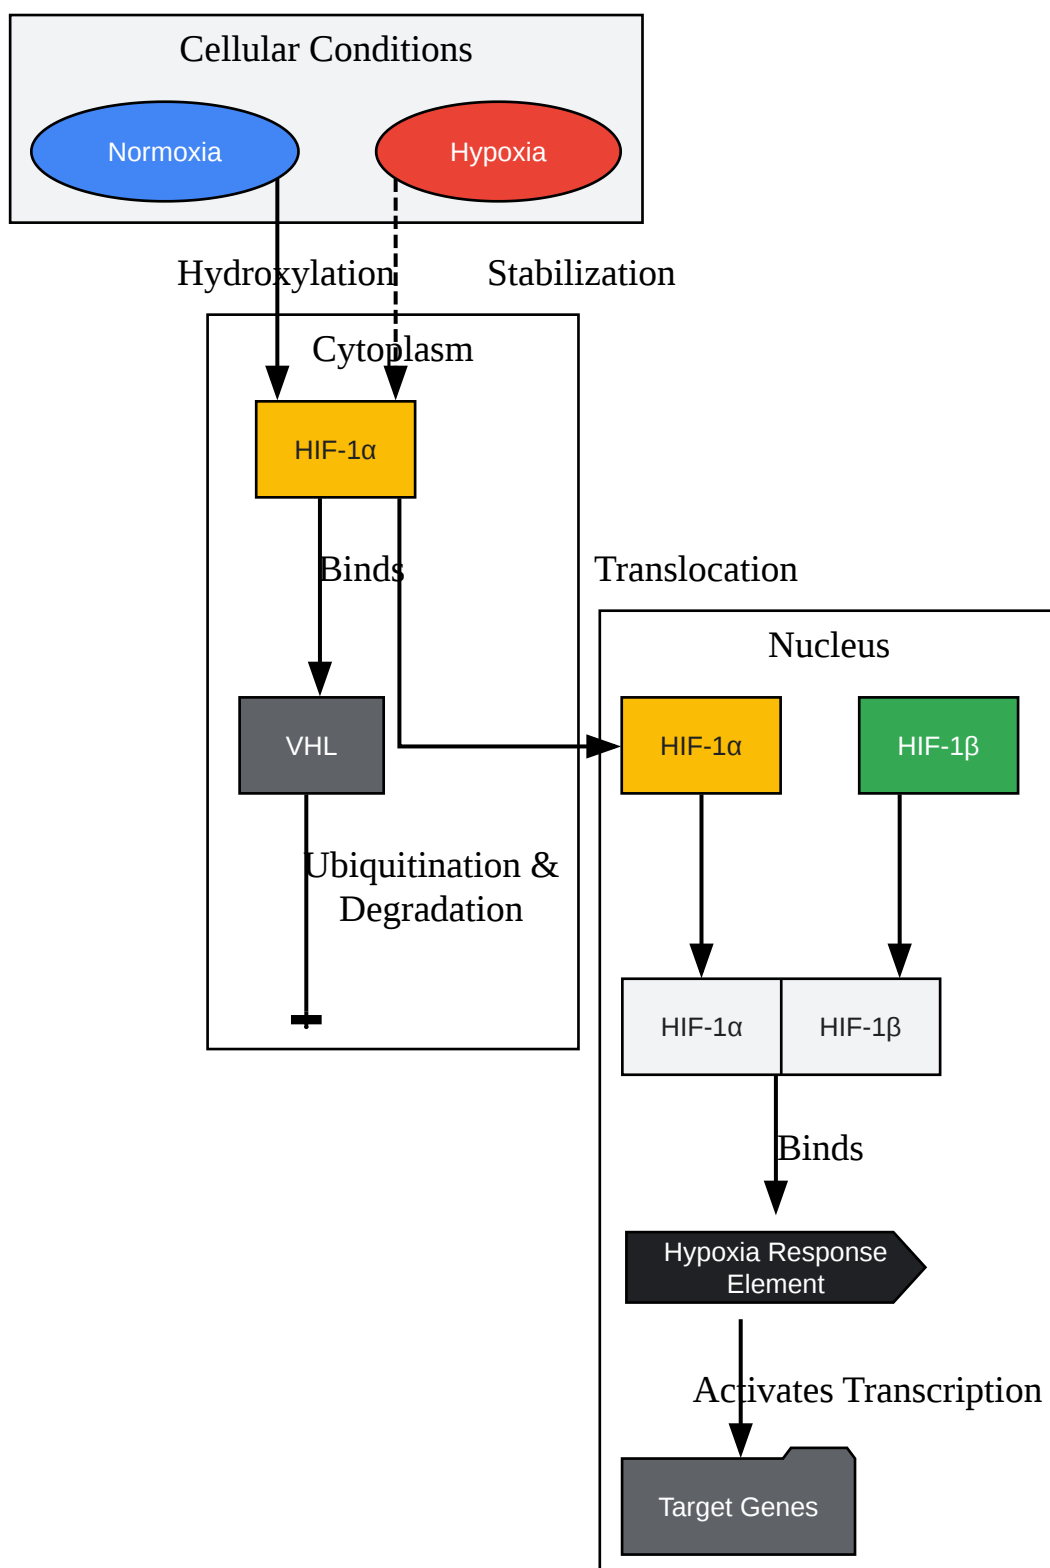 Cellular Conditions
Normoxia
Hypoxia
Hydroxylation
Stabilization
Cytoplasm
HIF-1α
Binds
Translocation
Nucleus
VHL
HIF-1α
HIF-1β
Ubiquitination &
Degradation
HIF-1α
HIF-1β
Binds
Hypoxia Response
Element
Activates Transcription
Target Genes